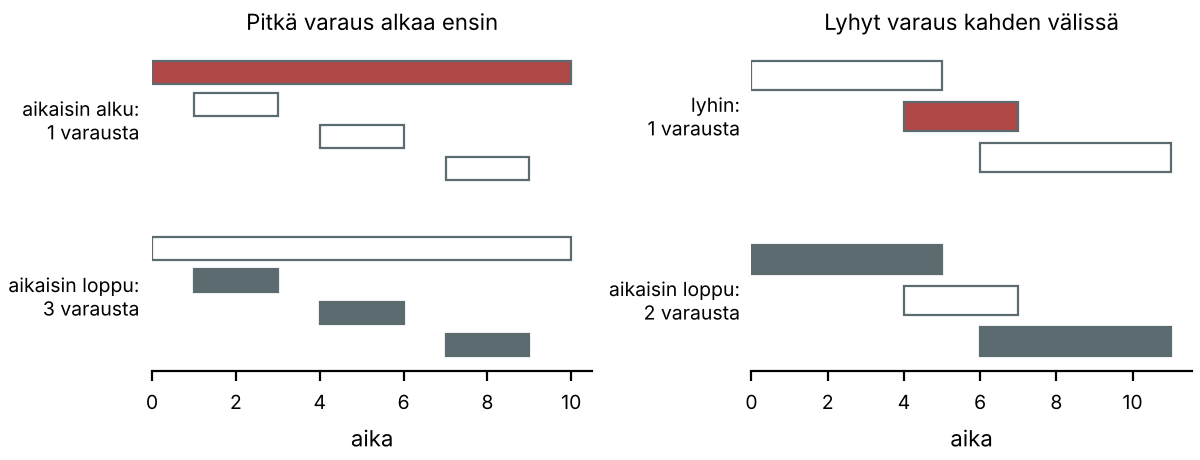 Pitkä varaus alkaa ensin
aikaisin alku:
1 varausta
aikaisin loppu:
3 varausta
0 2 4 6 8 10
aika
Lyhyt varaus kahden välissä
lyhin:
1 varausta
aikaisin loppu:
2 varausta
0 2 4 6 8 10
aika